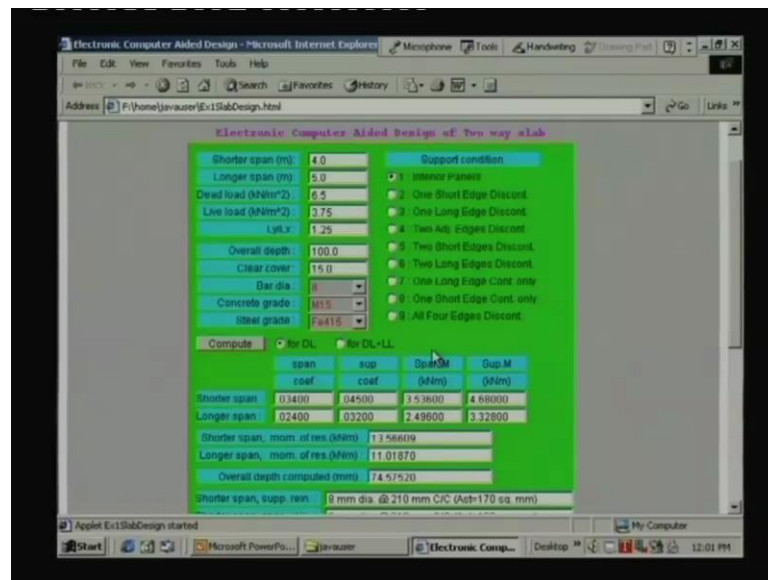 Electronic Computer Aided Design - Microsoft Internet Explorer
Microphone Tools Handwriting Drawing Pad
File Edit View Favorites Tools Help
Search Favorites History
Address F:\home\javauser\Ex1SlabDesign.html Go Links
Electronic Computer Aided Design of Two way slab
Shorter span (m): 4.0 Support condition
Longer span (m): 5.0 1 : Interior Panels
Dead load (kN/m^2) : 6.5 2 : One Short Edge Discont.
Live load (kN/m^2) : 3.75 3 : One Long Edge Discont.
Ly/Lx : 1.25 4 : Two Adj. Edges Discont.
Overall depth : 100.0 5 : Two Short Edges Discont.
Clear cover : 15.0 6 : Two Long Edges Discont.
Bar dia : 8 7 : One Long Edge Cont. only
Concrete grade : M15 8 : One Short Edge Cont. only
Steel grade : Fe415 9 : All Four Edges Discont.
Compute for DL for DL+LL
span sup Span.M Sup.M
coef coef (kNm) (kNm)
Shorter span : .03400 .04500 3.53600 4.68000
Longer span : .02400 .03200 2.49600 3.32800
Shorter span, mom. of res.(kNm) : 13.56609
Longer span, mom. of res.(kNm) : 11.01870
Overall depth computed (mm) : 74.57520
Shorter span, supp. rein. : 8 mm dia. @ 210 mm C/C (Ast=170 sq. mm)
Applet Ex1SlabDesign started My Computer
Start Microsoft PowerPo... javauser Electronic Comp... Desktop 12:01 PM